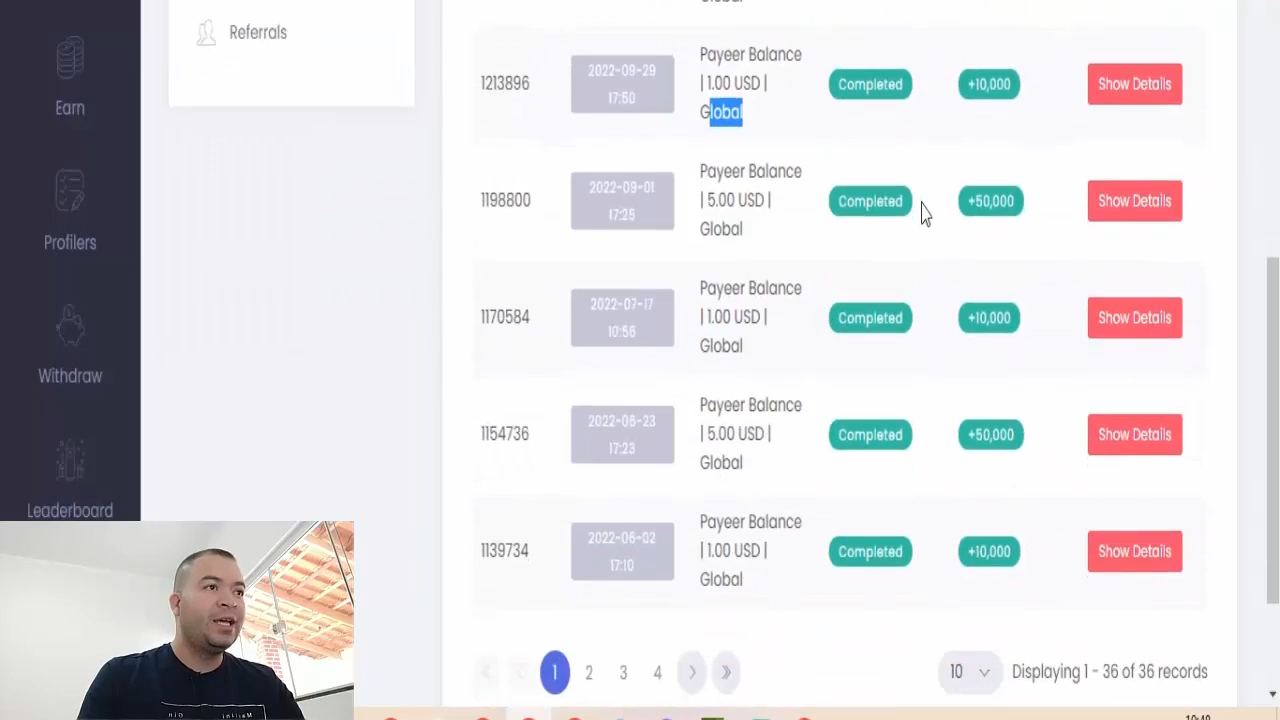 Global
Referrals
Earn
Profilers
Withdraw
Leaderboard
1213896
2022-09-29
17:50
Payeer Balance
| 1.00 USD |
Global
Completed
+10,000
Show Details
1198800
2022-09-01
17:25
Payeer Balance
| 5.00 USD |
Global
Completed
+50,000
Show Details
1170584
2022-07-17
10:56
Payeer Balance
| 1.00 USD |
Global
Completed
+10,000
Show Details
1154736
2022-06-23
17:23
Payeer Balance
| 5.00 USD |
Global
Completed
+50,000
Show Details
1139734
2022-06-02
17:10
Payeer Balance
| 1.00 USD |
Global
Completed
+10,000
Show Details
1 2 3 4
10
Displaying 1 - 36 of 36 records